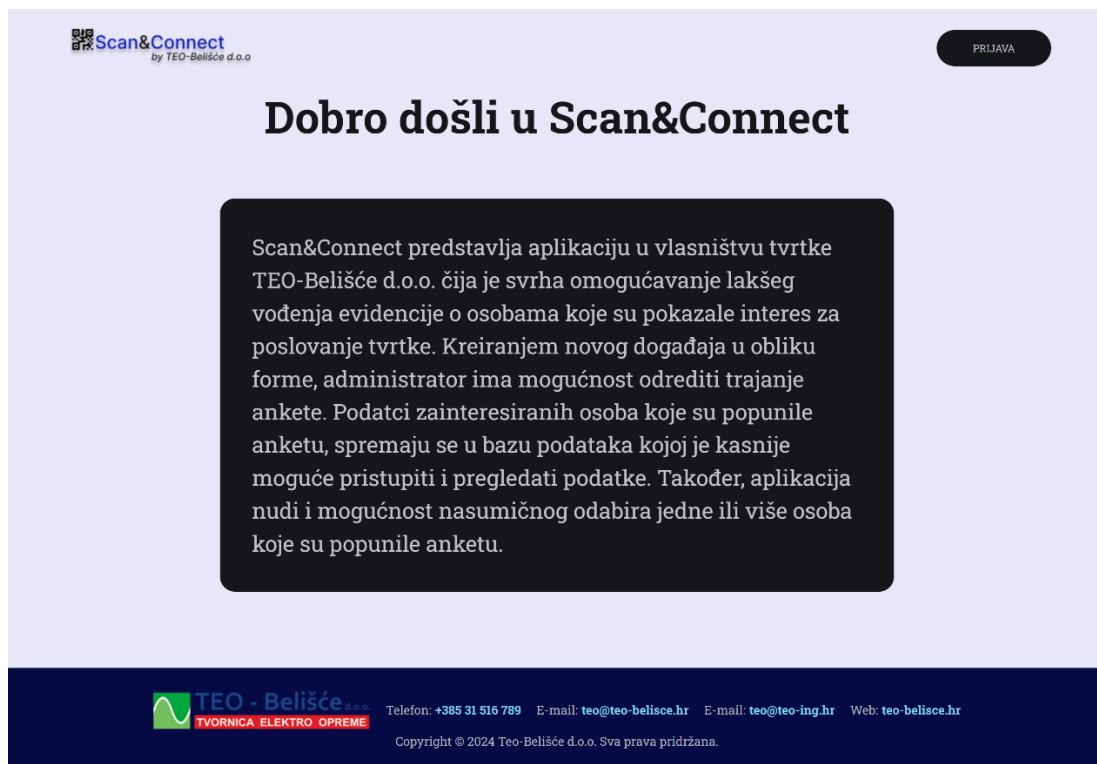 Scan&Connect
by TEO-Belišće d.o.o
PRIJAVA
Dobro došli u Scan&Connect
Scan&Connect predstavlja aplikaciju u vlasništvu tvrtke
TEO-Belišće d.o.o. čija je svrha omogućavanje lakšeg
vođenja evidencije o osobama koje su pokazale interes za
poslovanje tvrtke. Kreiranjem novog događaja u obliku
forme, administrator ima mogućnost odrediti trajanje
ankete. Podatci zainteresiranih osoba koje su popunile
anketu, spremaju se u bazu podataka kojoj je kasnije
moguće pristupiti i pregledati podatke. Također, aplikacija
nudi i mogućnost nasumičnog odabira jedne ili više osoba
koje su popunile anketu.
TEO - Belišće d.o.o.
TVORNICA ELEKTRO OPREME
Telefon: +385 31 516 789 E-mail: teo@teo-belisce.hr E-mail: teo@teo-ing.hr Web: teo-belisce.hr
Copyright © 2024 Teo-Belišće d.o.o. Sva prava pridržana.